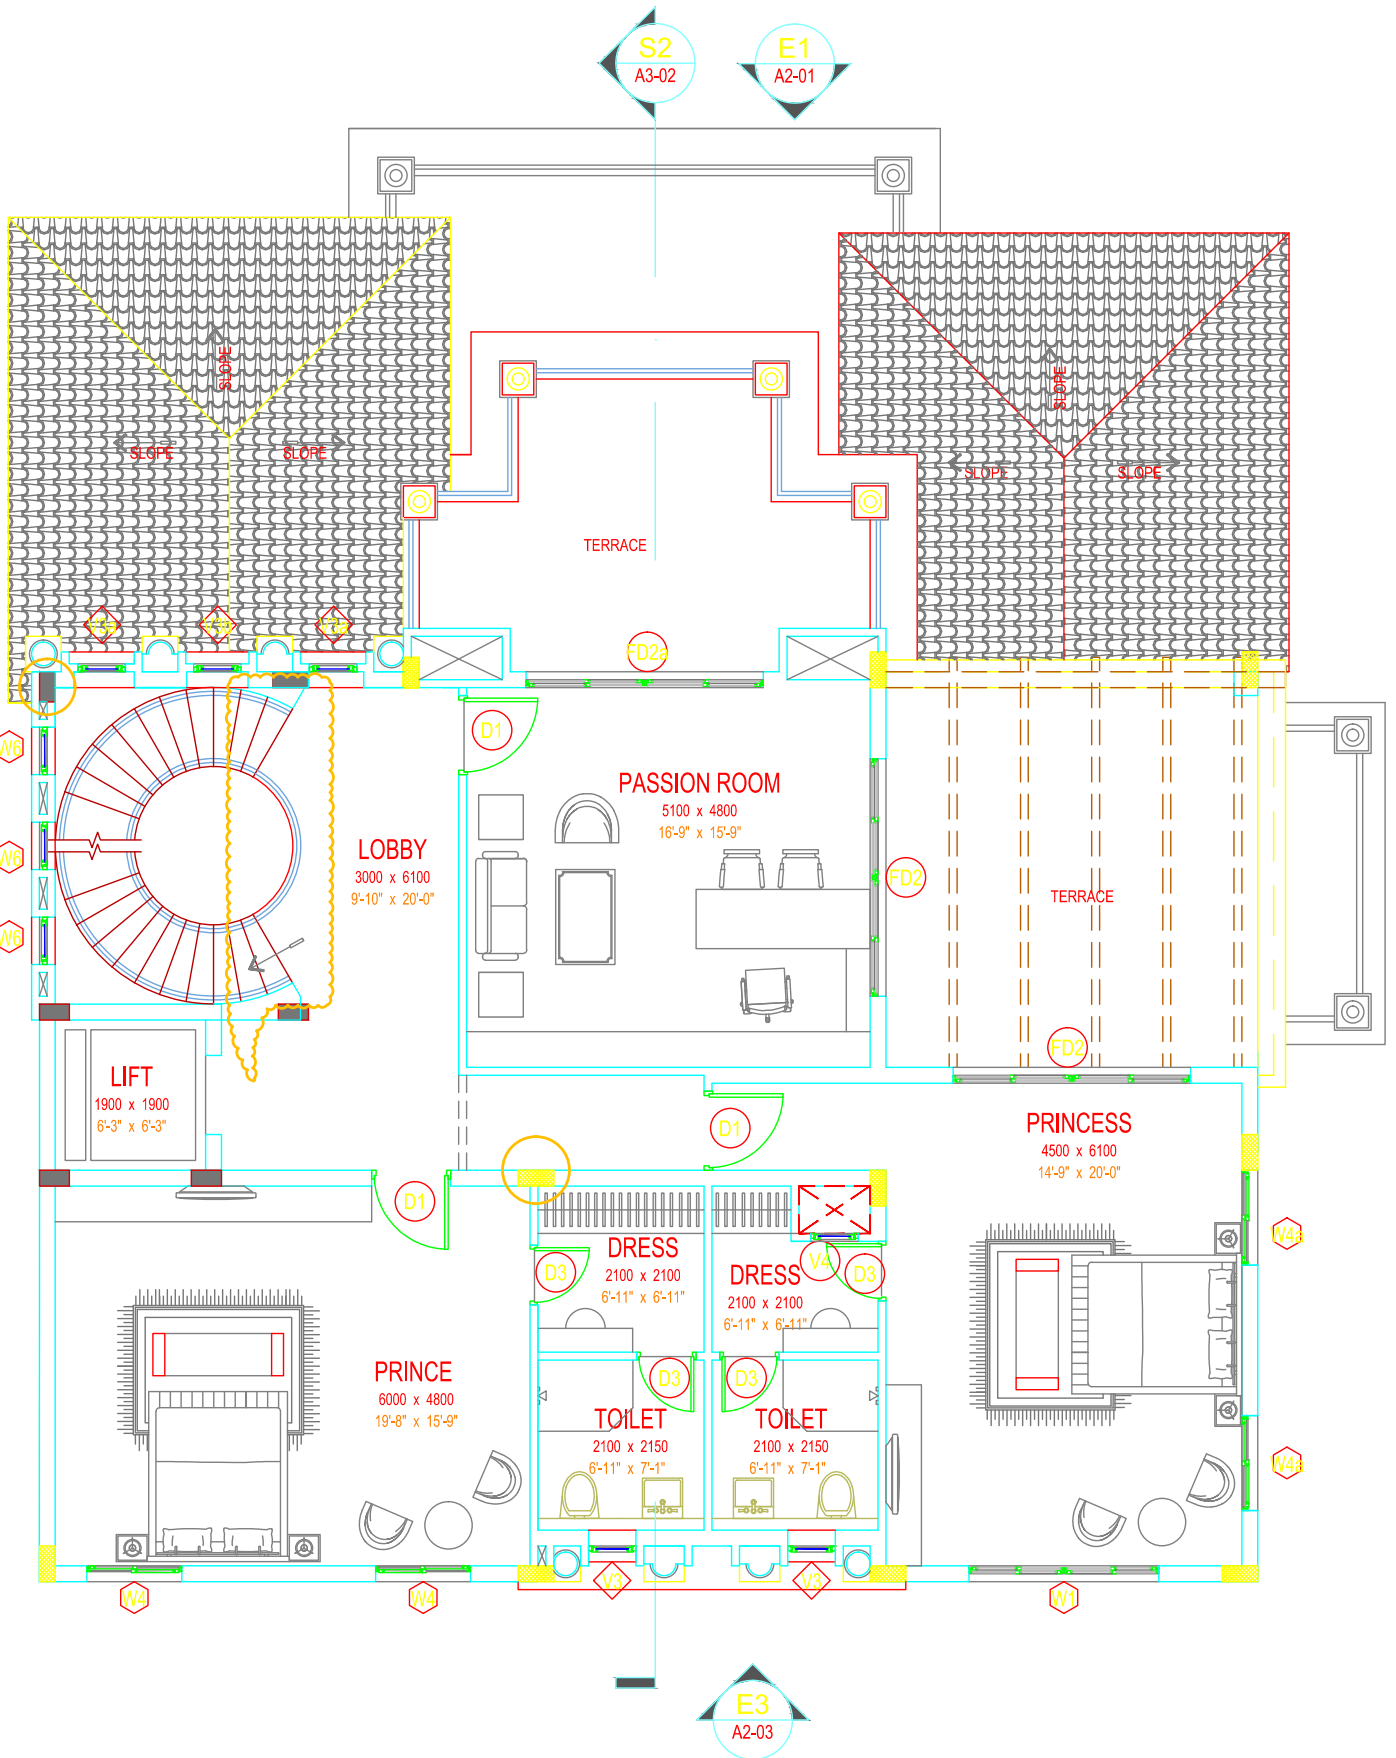 S2
A3-02
E1
A2-01
SLOPE
SLOPE
SLOPE
SLOPE
SLOPE
SLOPE
TERRACE
V3a
V3a
V3a
FD2a
D1
W6
W6
W6
PASSION ROOM
5100 x 4800
16'-9" x 15'-9"
LOBBY
3000 x 6100
9'-10" x 20'-0"
FD2
TERRACE
FD2
LIFT
1900 x 1900
6'-3" x 6'-3"
D1
PRINCESS
4500 x 6100
14'-9" x 20'-0"
D1
W4a
DRESS
2100 x 2100
6'-11" x 6'-11"
D3
V4
D3
DRESS
2100 x 2100
6'-11" x 6'-11"
PRINCE
6000 x 4800
19'-8" x 15'-9"
D3
D3
TOILET
2100 x 2150
6'-11" x 7'-1"
TOILET
2100 x 2150
6'-11" x 7'-1"
W4a
W4
W4
V3
V3
W1
E3
A2-03